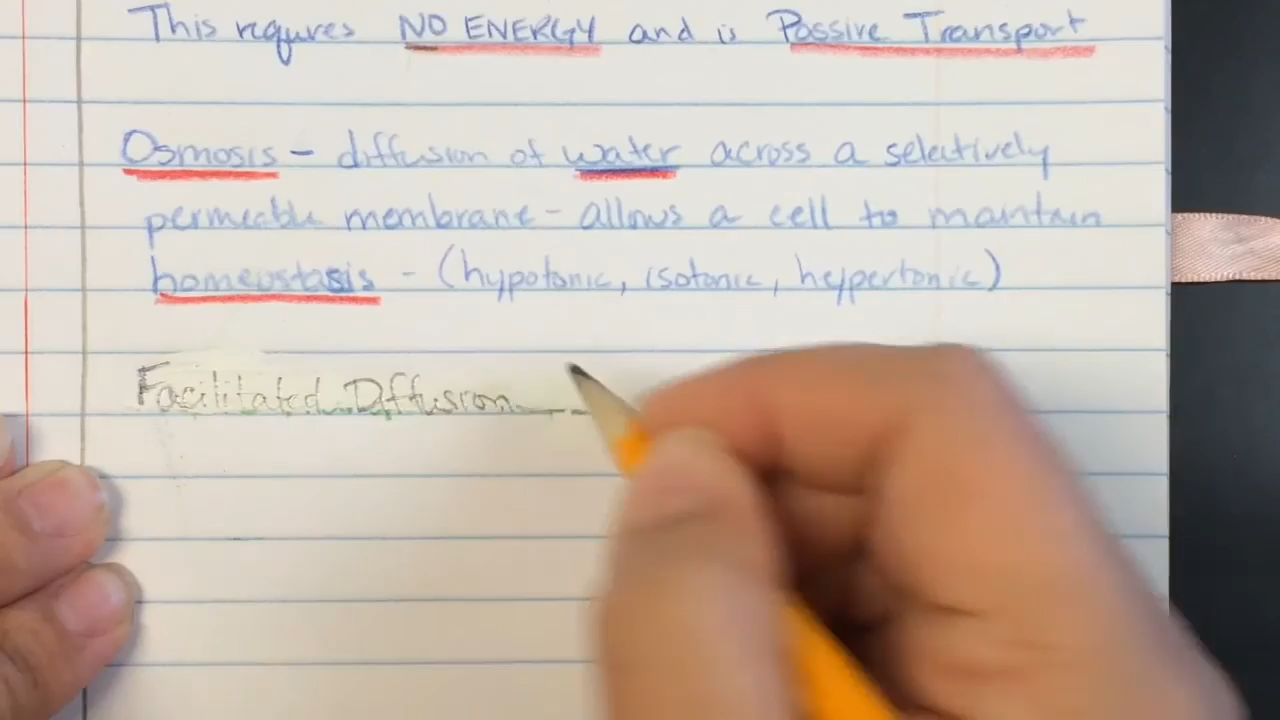 This requres NO ENERGY and is Passive Transport
Osmosis - diffusion of water across a selectively
permeable membrane - allows a cell to maintain
homeostasis - (hypotonic, isotonic, hypertonic)
Facilitated Diffusion